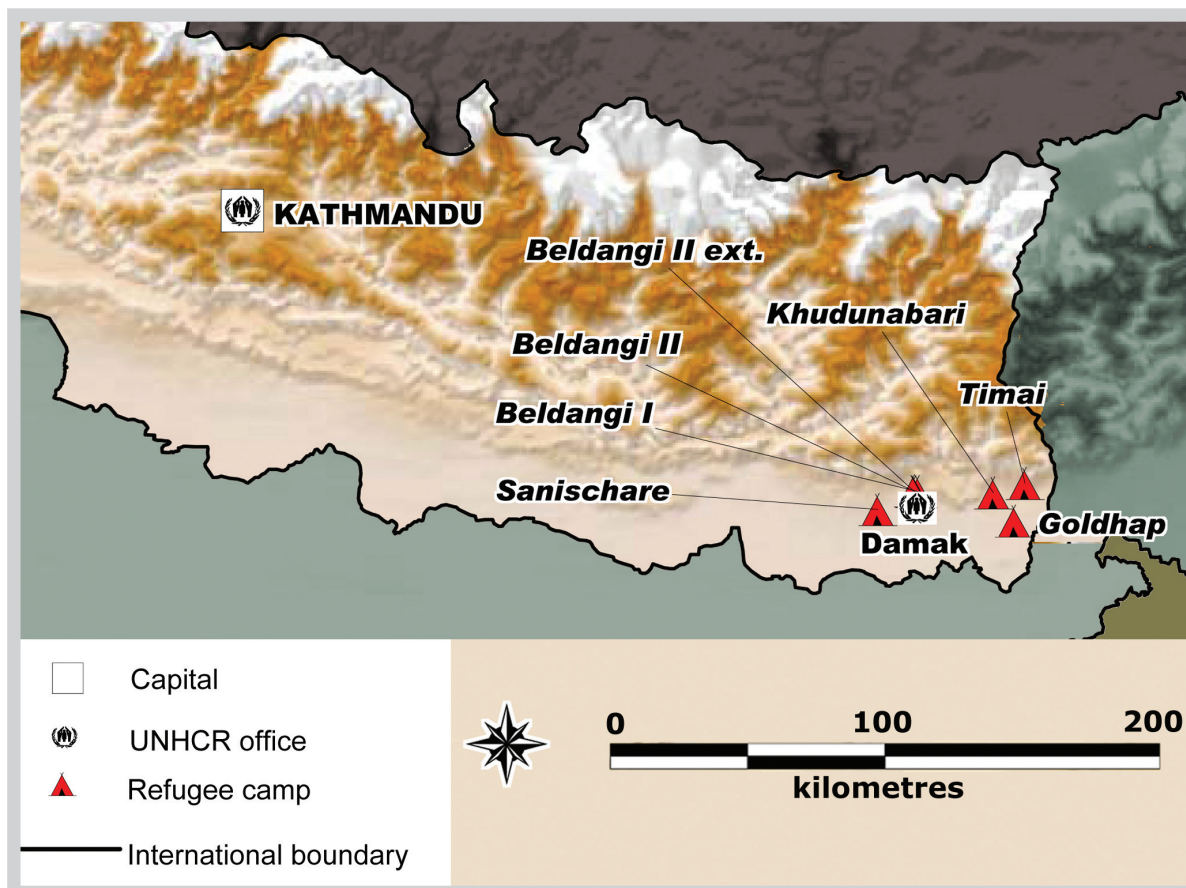 KATHMANDU
Beldangi II ext.
Khudunabari
Beldangi II
Timai
Beldangi I
Sanischare
Goldhap
Damak
Capital
UNHCR office
Refugee camp
International boundary
0 100 200
kilometres